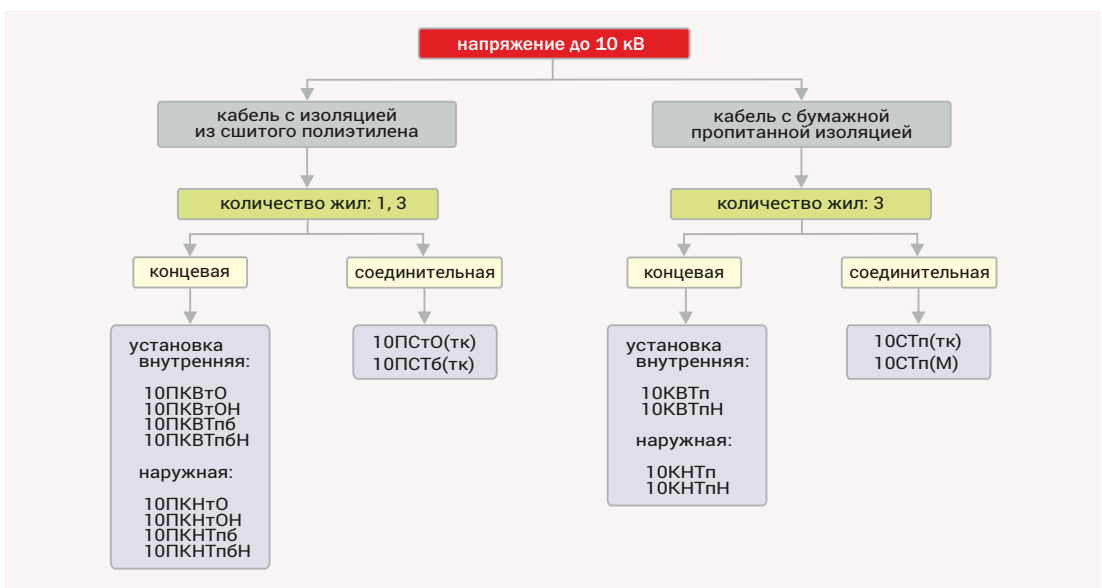 напряжение до 10 кВ
кабель с изоляцией
из сшитого полиэтилена
количество жил: 1, 3
концевая
установка
внутренняя:
10ПКВтО
10ПКВтОН
10ПКВТпб
10ПКВТпбН
наружная:
10ПКНтО
10ПКНтОН
10ПКНТпб
10ПКНТпбН
соединительная
10ПСтО(тк)
10ПСТб(тк)
кабель с бумажной
пропитанной изоляцией
количество жил: 3
концевая
установка
внутренняя:
10КВТп
10КВТпН
наружная:
10КНТп
10КНТпН
соединительная
10СТп(тк)
10СТп(М)